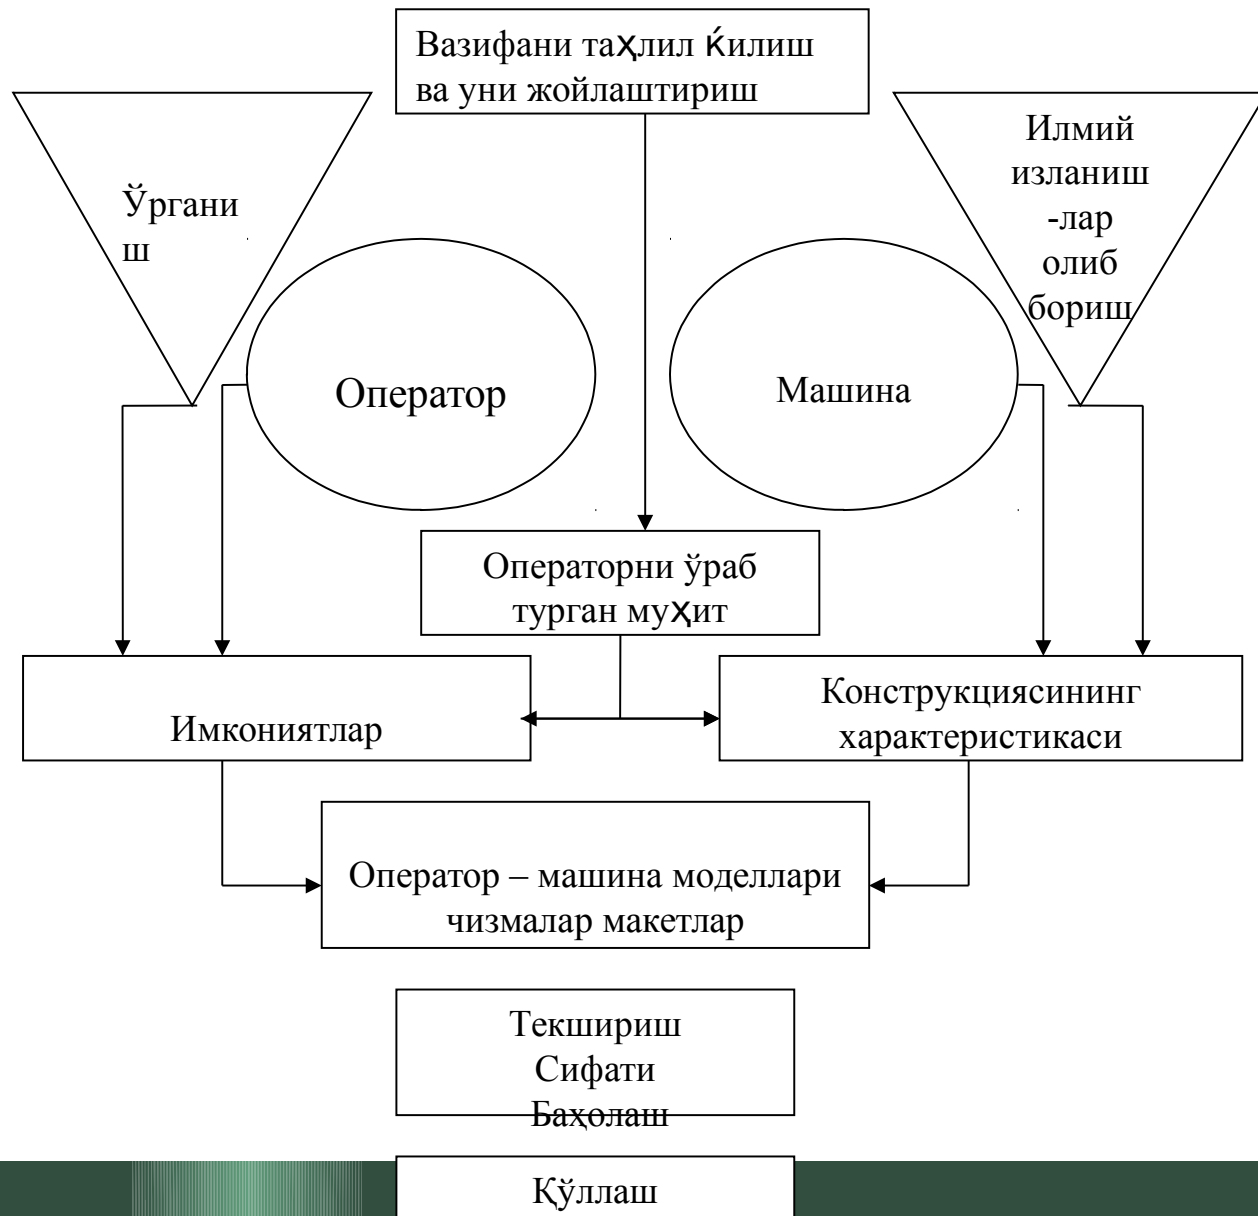 Вазифани таҳлил ќилиш
ва уни жойлаштириш
Ўргани
ш
Илмий
изланиш
-лар
олиб
бориш
Оператор
Машина
Операторни ўраб
турган муҳит
Имкониятлар
Конструкциясининг
характеристикаси
Оператор – машина моделлари
чизмалар макетлар
Текшириш
Сифати
Баҳолаш
Қўллаш